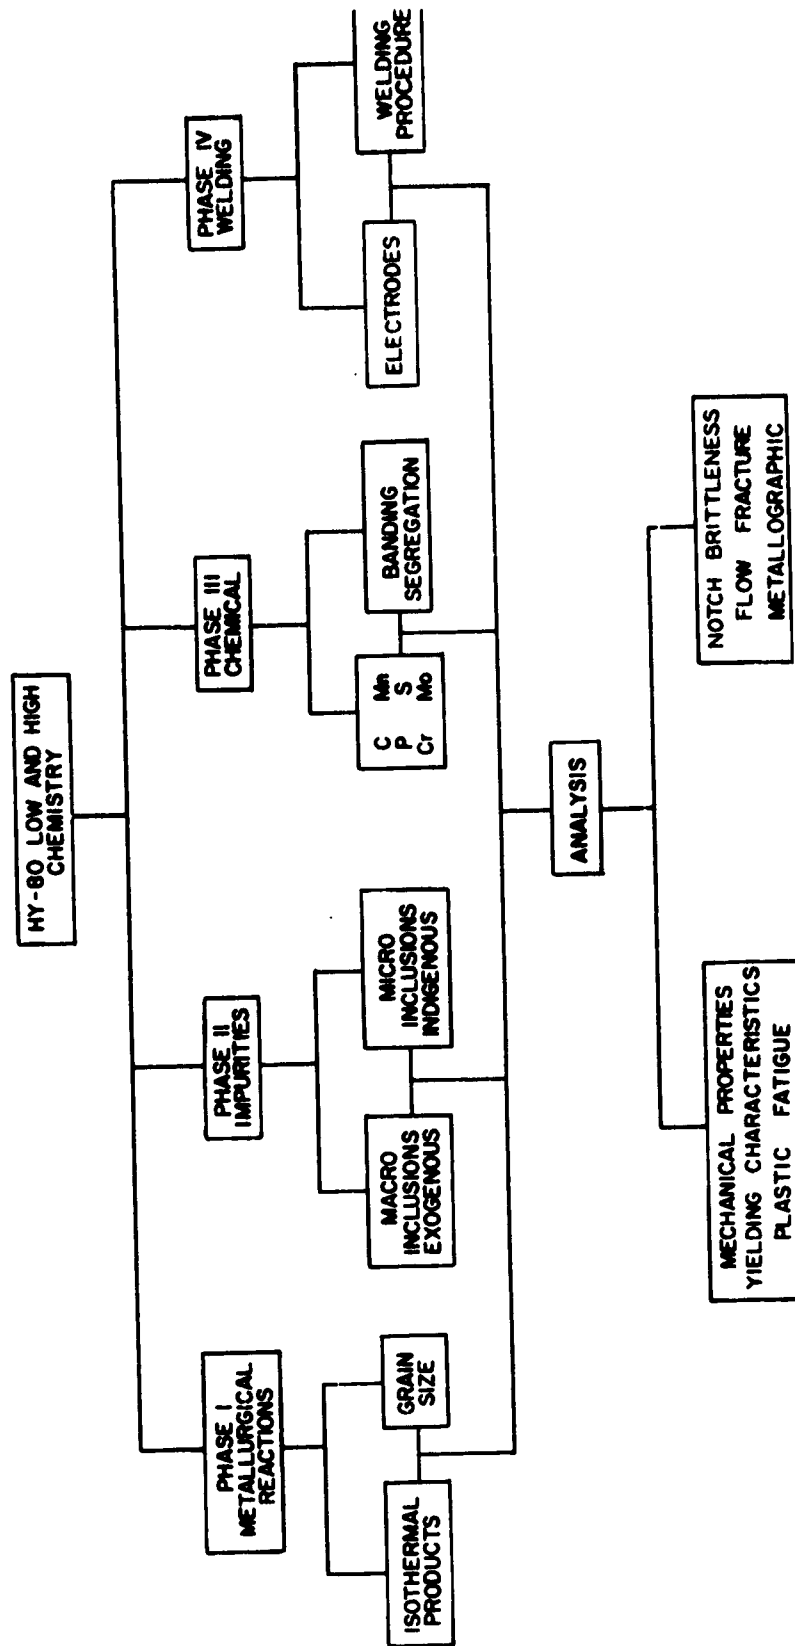 HY-80 LOW AND HIGH
CHEMISTRY
PHASE I
METALLURGICAL
REACTIONS
PHASE II
IMPURITIES
PHASE III
CHEMICAL
PHASE IV
WELDING
ISOTHERMAL
PRODUCTS
GRAIN
SIZE
MACRO
INCLUSIONS
EXOGENOUS
MICRO
INCLUSIONS
INDIGENOUS
C Mn
P S
Cr Mo
BANDING
SEGREGATION
ELECTRODES
WELDING
PROCEDURE
ANALYSIS
MECHANICAL PROPERTIES
YIELDING CHARACTERISTICS
PLASTIC FATIGUE
NOTCH BRITTLENESS
FLOW FRACTURE
METALLOGRAPHIC